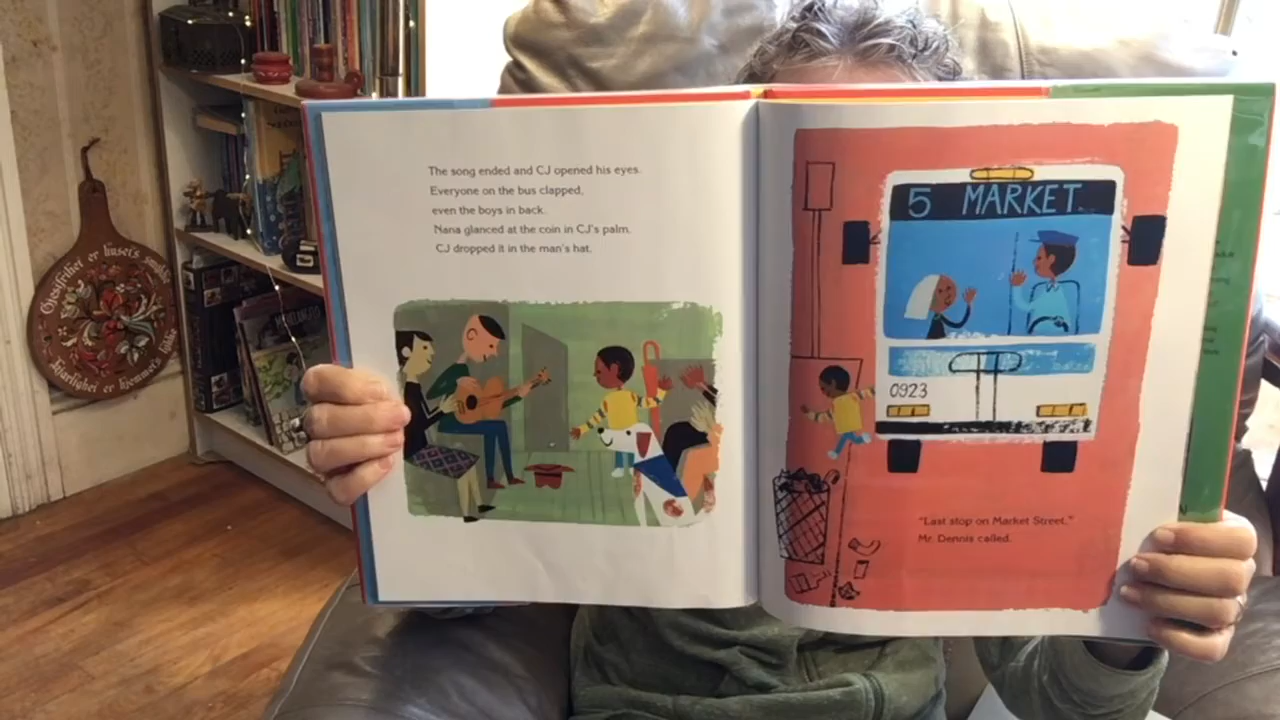 The song ended and CJ opened his eyes.
Everyone on the bus clapped,
even the boys in back.
Nana glanced at the coin in CJ's palm.
CJ dropped it in the man's hat.
5 MARKET
0923
"Last stop on Market Street,"
Mr. Dennis called.